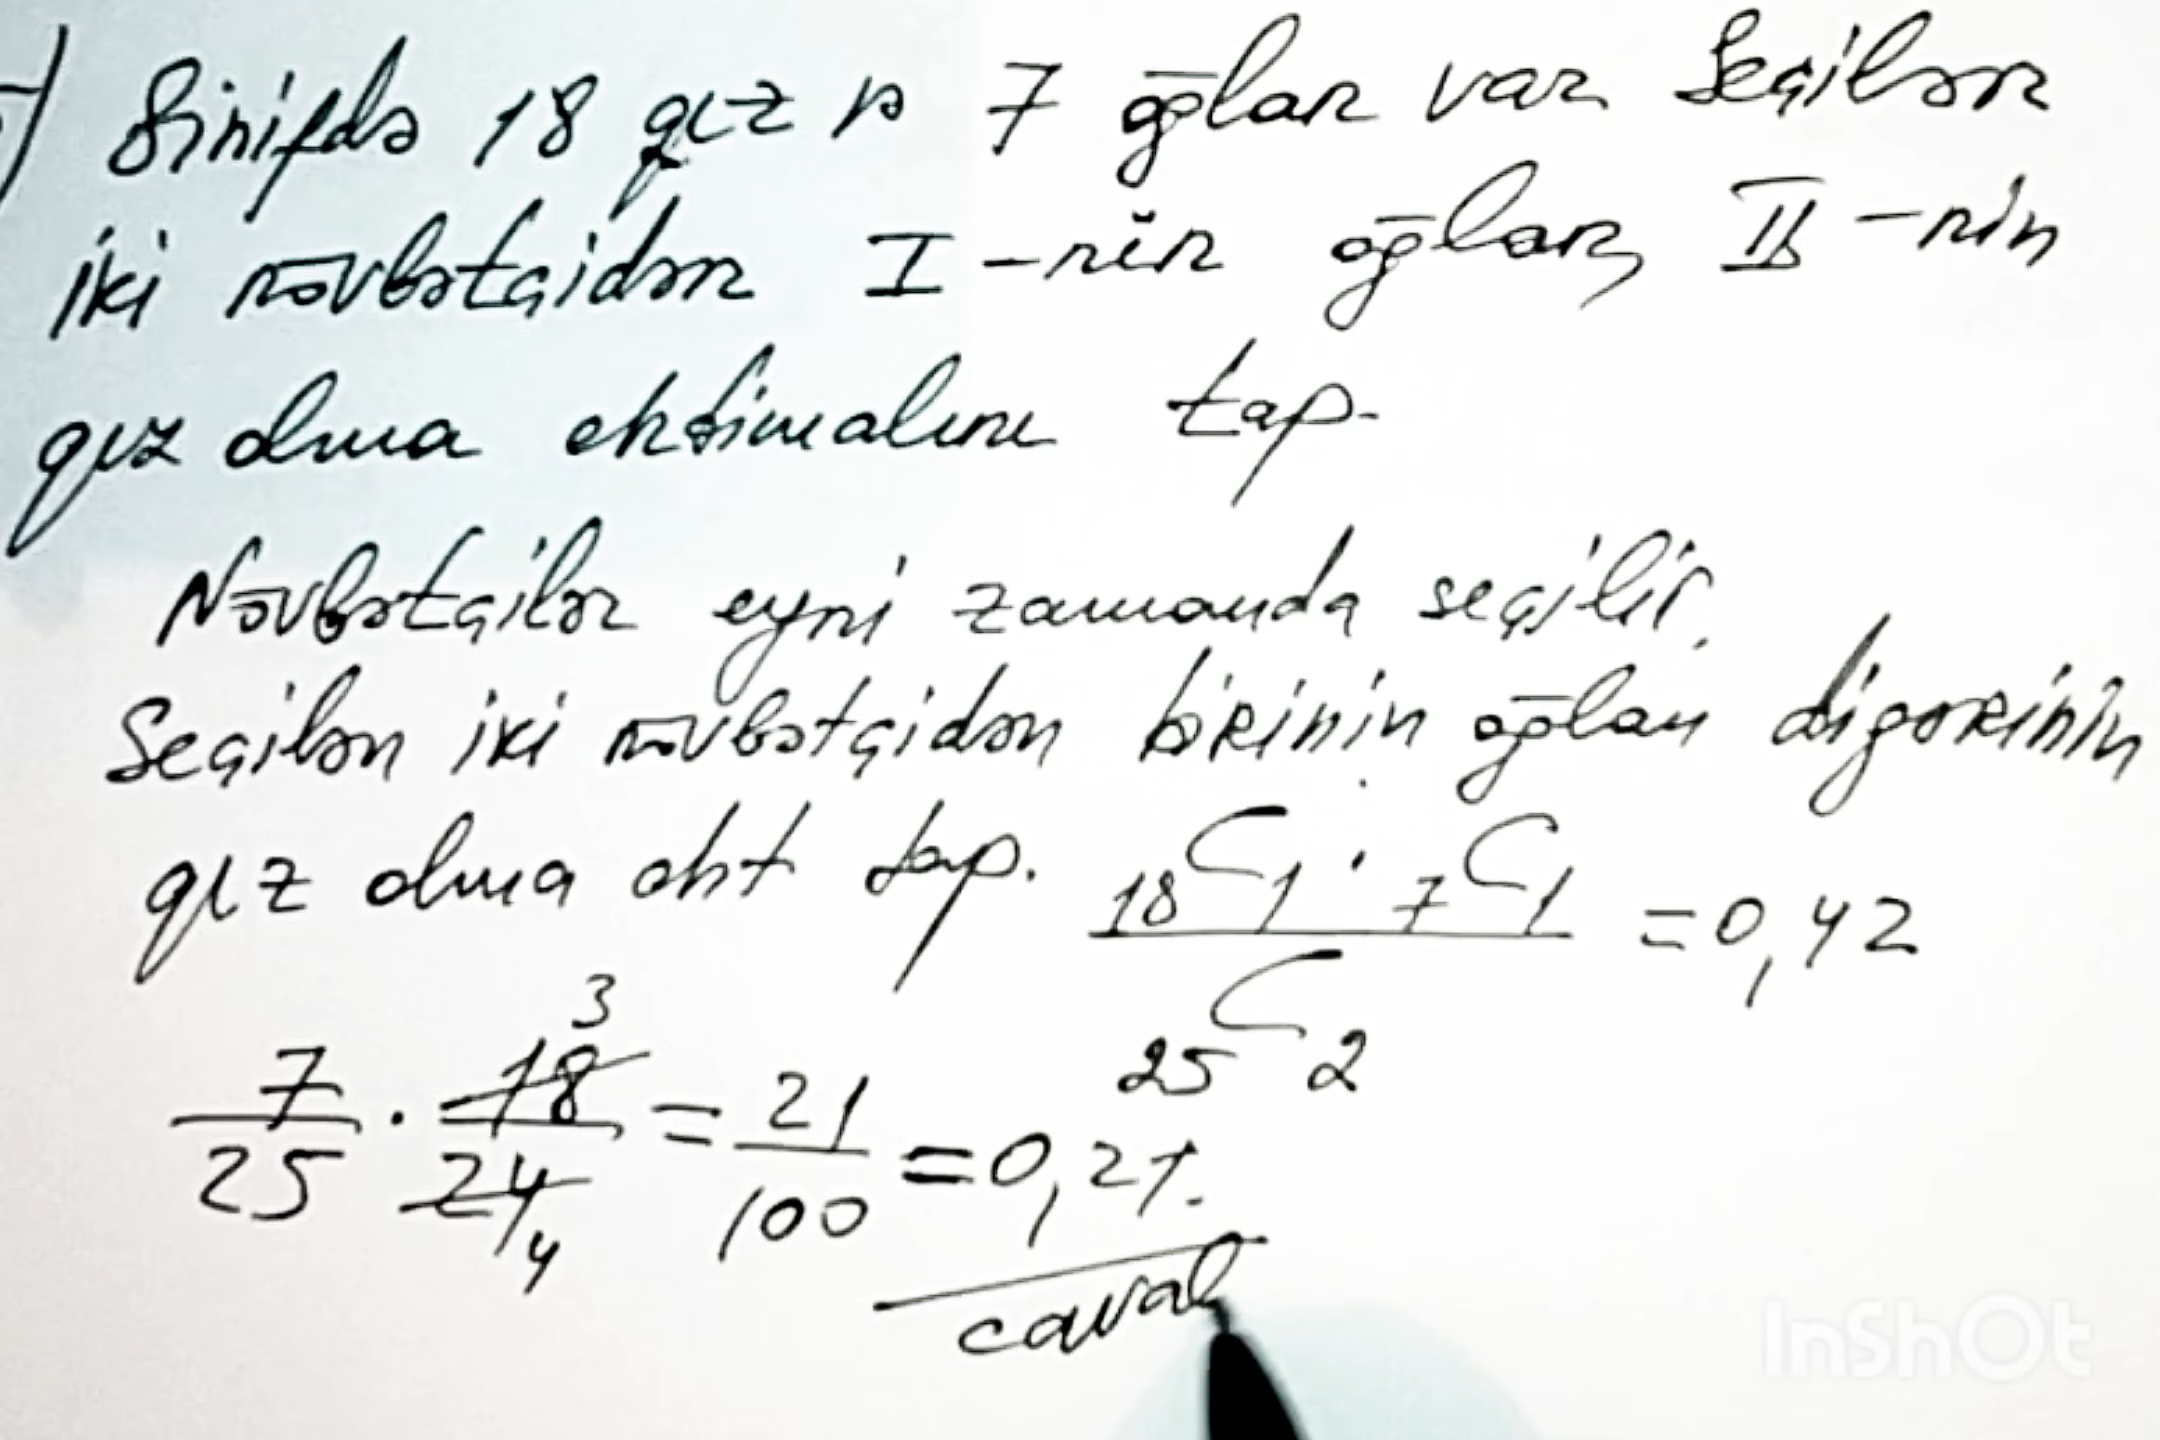 Sinifdə 18 qız və 7 oğlan var Seçilən
iki növbətçidən I-nin oğlan, II-nin
qız olma ehtimalını tap.
Növbətçilər eyni zamanda seçilir.
Seçilən iki növbətçidən birinin oğlan digərinin
qız olma eht tap. 18C1 · 7C1 / 25C2 = 0,42
7/25 · 18/24 3 4 = 21/100 = 0,21.
cavab
InShOt